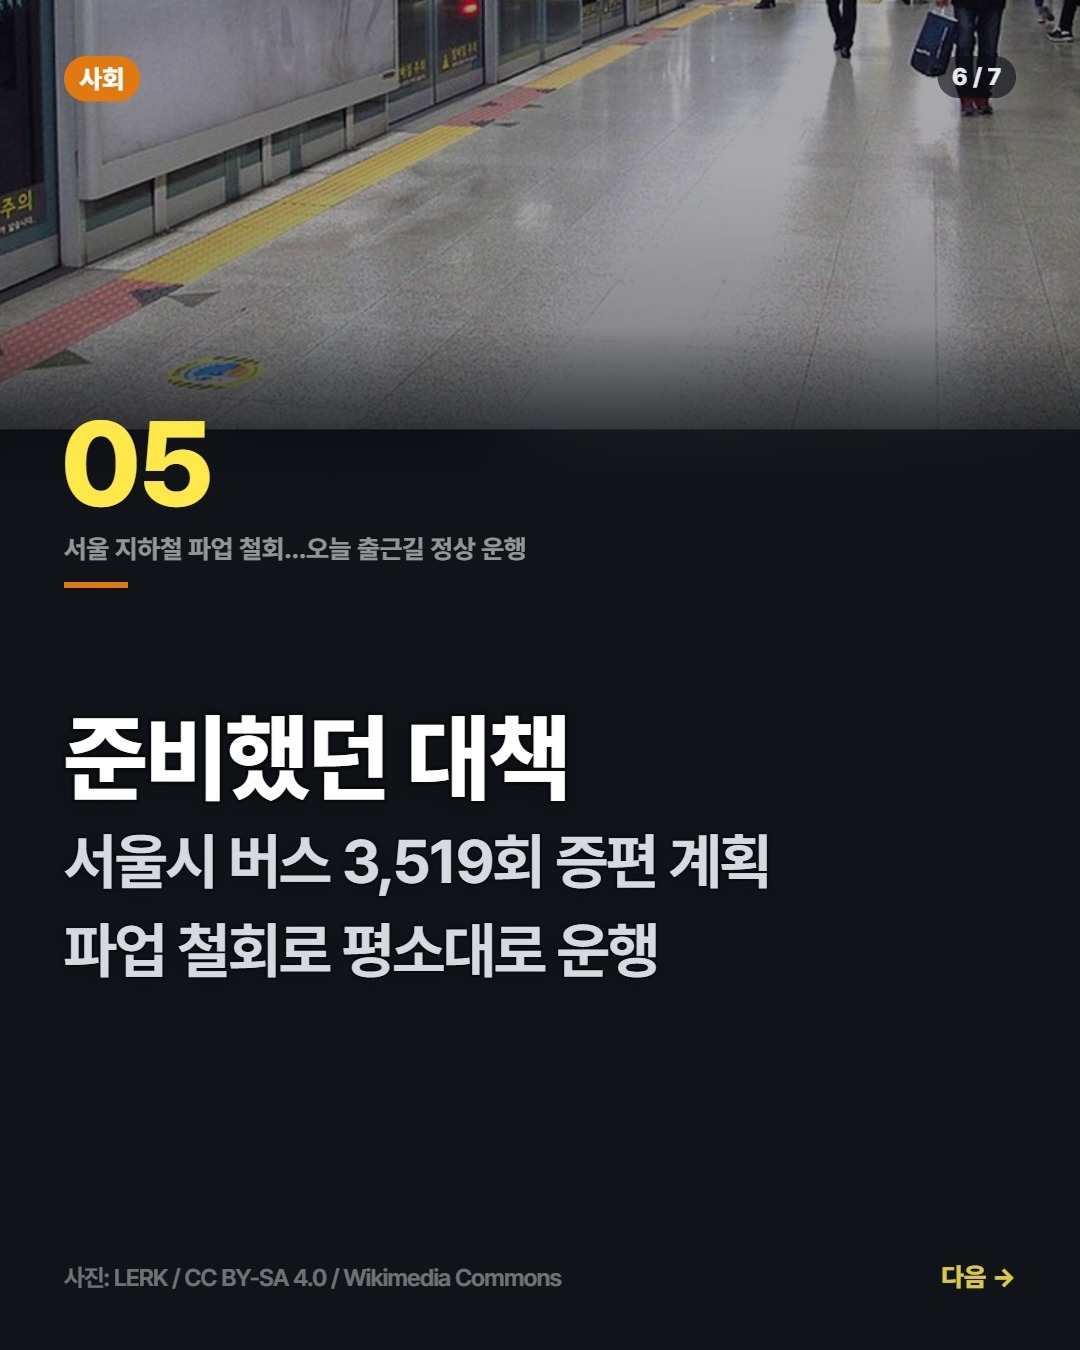 사회
6 / 7
주의
05
서울 지하철 파업 철회...오늘 출근길 정상 운행
준비했던 대책
서울시 버스 3,519회 증편 계획
파업 철회로 평소대로 운행
사진: LERK / CC BY-SA 4.0 / Wikimedia Commons
다음 →